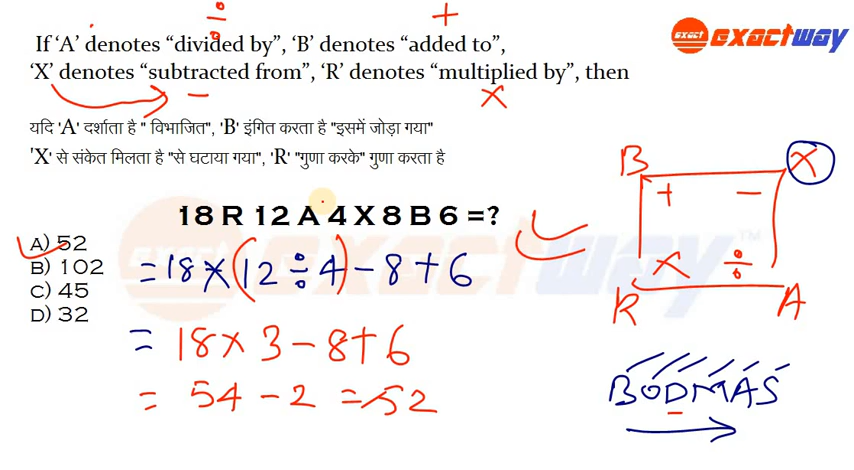 ÷ +
If ‘A’ denotes “divided by”, ‘B’ denotes “added to”,
‘X’ denotes “subtracted from”, ‘R’ denotes “multiplied by”, then
− ×
exactway
यदि 'A' दर्शाता है " विभाजित", 'B' इंगित करता है "इसमें जोड़ा गया"
'X' से संकेत मिलता है "से घटाया गया", 'R' "गुणा करके" गुणा करता है
18 R 12 A 4 X 8 B 6 =?
A) 52
B) 102
C) 45
D) 32
= 18 × (12 ÷ 4) − 8 + 6
= 18 × 3 − 8 + 6
= 54 − 2 = 52
B X
+ −
× ÷
R A
BODMAS
exactway